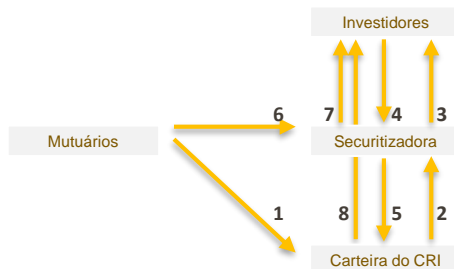 Investidores
6
7
4
3
Mutuários
Securitizadora
1
8
5
2
Carteira do CRI